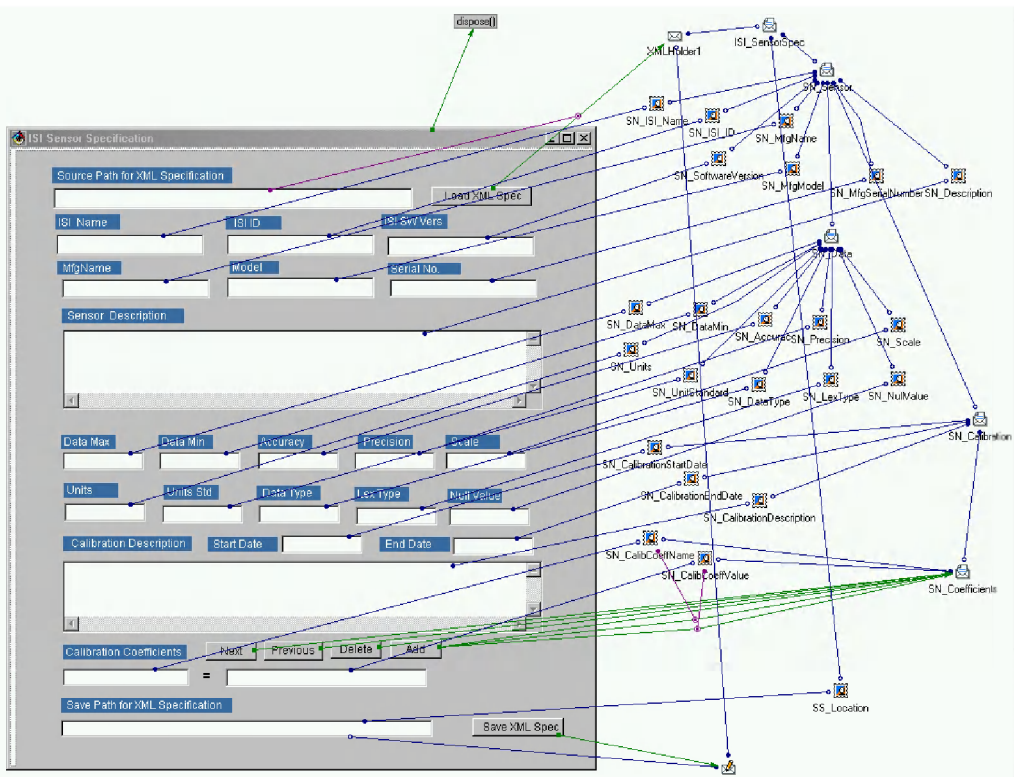 dispose()
XMLHolder1
ISI_SensorSpec
SN_Sensor
SN_ISI_Name
SN_ISI_ID
SN_MfgName
SN_SoftwareVersion
SN_MfgModel
SN_MfgSerialNumber
SN_Description
ISI Sensor Specification
Source Path for XML Specification
Load XML Spec
ISI Name
ISI ID
ISI SW Vers
MfgName
Model
Serial No.
SN_Data
Sensor Description
SN_DataMax
SN_DataMin
SN_Accuracy
SN_Precision
SN_Scale
SN_Units
SN_UnitStandard
SN_DataType
SN_LexType
SN_NullValue
Data Max
Data Min
Accuracy
Precision
Scale
SN_Calibration
SN_CalibrationStartDate
Units
Units Std
Data Type
Lex Type
Null Value
SN_CalibrationEndDate
SN_CalibrationDescription
Calibration Description
Start Date
End Date
SN_CalibCoeffName
SN_CalibCoeffValue
SN_Coefficients
Calibration Coefficients
Next
Previous
Delete
Add
=
Save Path for XML Specification
Save XML Spec
SS_Location